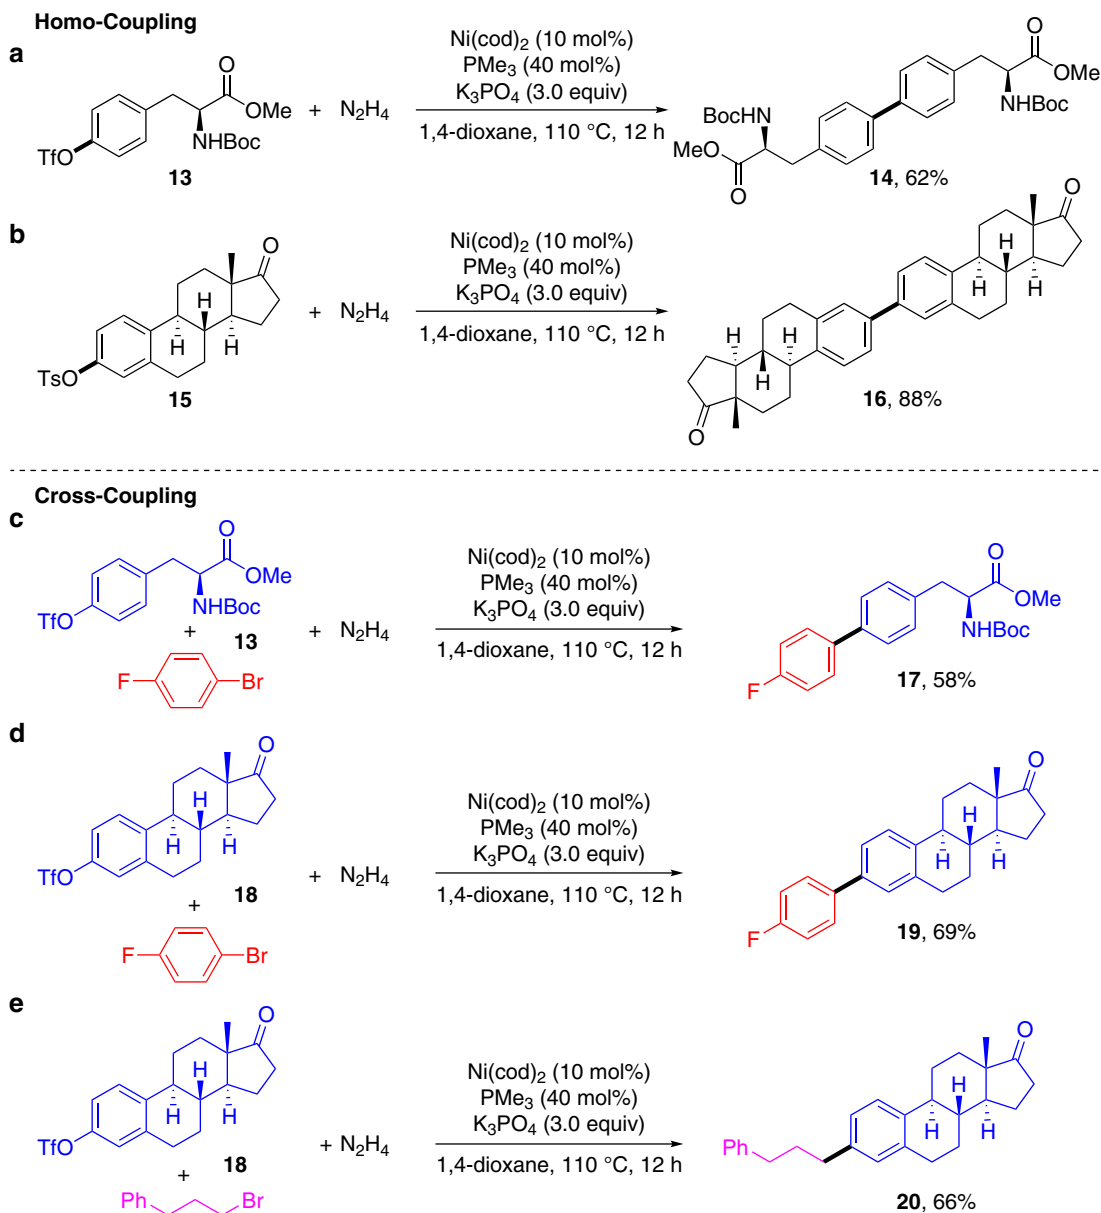 Homo-Coupling
a
TfO
O
OMe
NHBoc
13
+ N₂H₄
Ni(cod)₂ (10 mol%)
PMe₃ (40 mol%)
K₃PO₄ (3.0 equiv)
1,4-dioxane, 110 °C, 12 h
O
OMe
NHBoc
BocHN
MeO
O
14, 62%
b
O
H
H
H
TsO
15
+ N₂H₄
Ni(cod)₂ (10 mol%)
PMe₃ (40 mol%)
K₃PO₄ (3.0 equiv)
1,4-dioxane, 110 °C, 12 h
O
H
H
H
H
H
H
O
16, 88%
Cross-Coupling
c
O
OMe
NHBoc
TfO
+ 13
F Br
+ N₂H₄
Ni(cod)₂ (10 mol%)
PMe₃ (40 mol%)
K₃PO₄ (3.0 equiv)
1,4-dioxane, 110 °C, 12 h
O
OMe
NHBoc
F
17, 58%
d
O
H
H
H
TfO
18
+
F Br
+ N₂H₄
Ni(cod)₂ (10 mol%)
PMe₃ (40 mol%)
K₃PO₄ (3.0 equiv)
1,4-dioxane, 110 °C, 12 h
O
H
H
H
F
19, 69%
e
O
H
H
H
TfO
18
+
Ph Br
+ N₂H₄
Ni(cod)₂ (10 mol%)
PMe₃ (40 mol%)
K₃PO₄ (3.0 equiv)
1,4-dioxane, 110 °C, 12 h
O
H
H
H
Ph
20, 66%